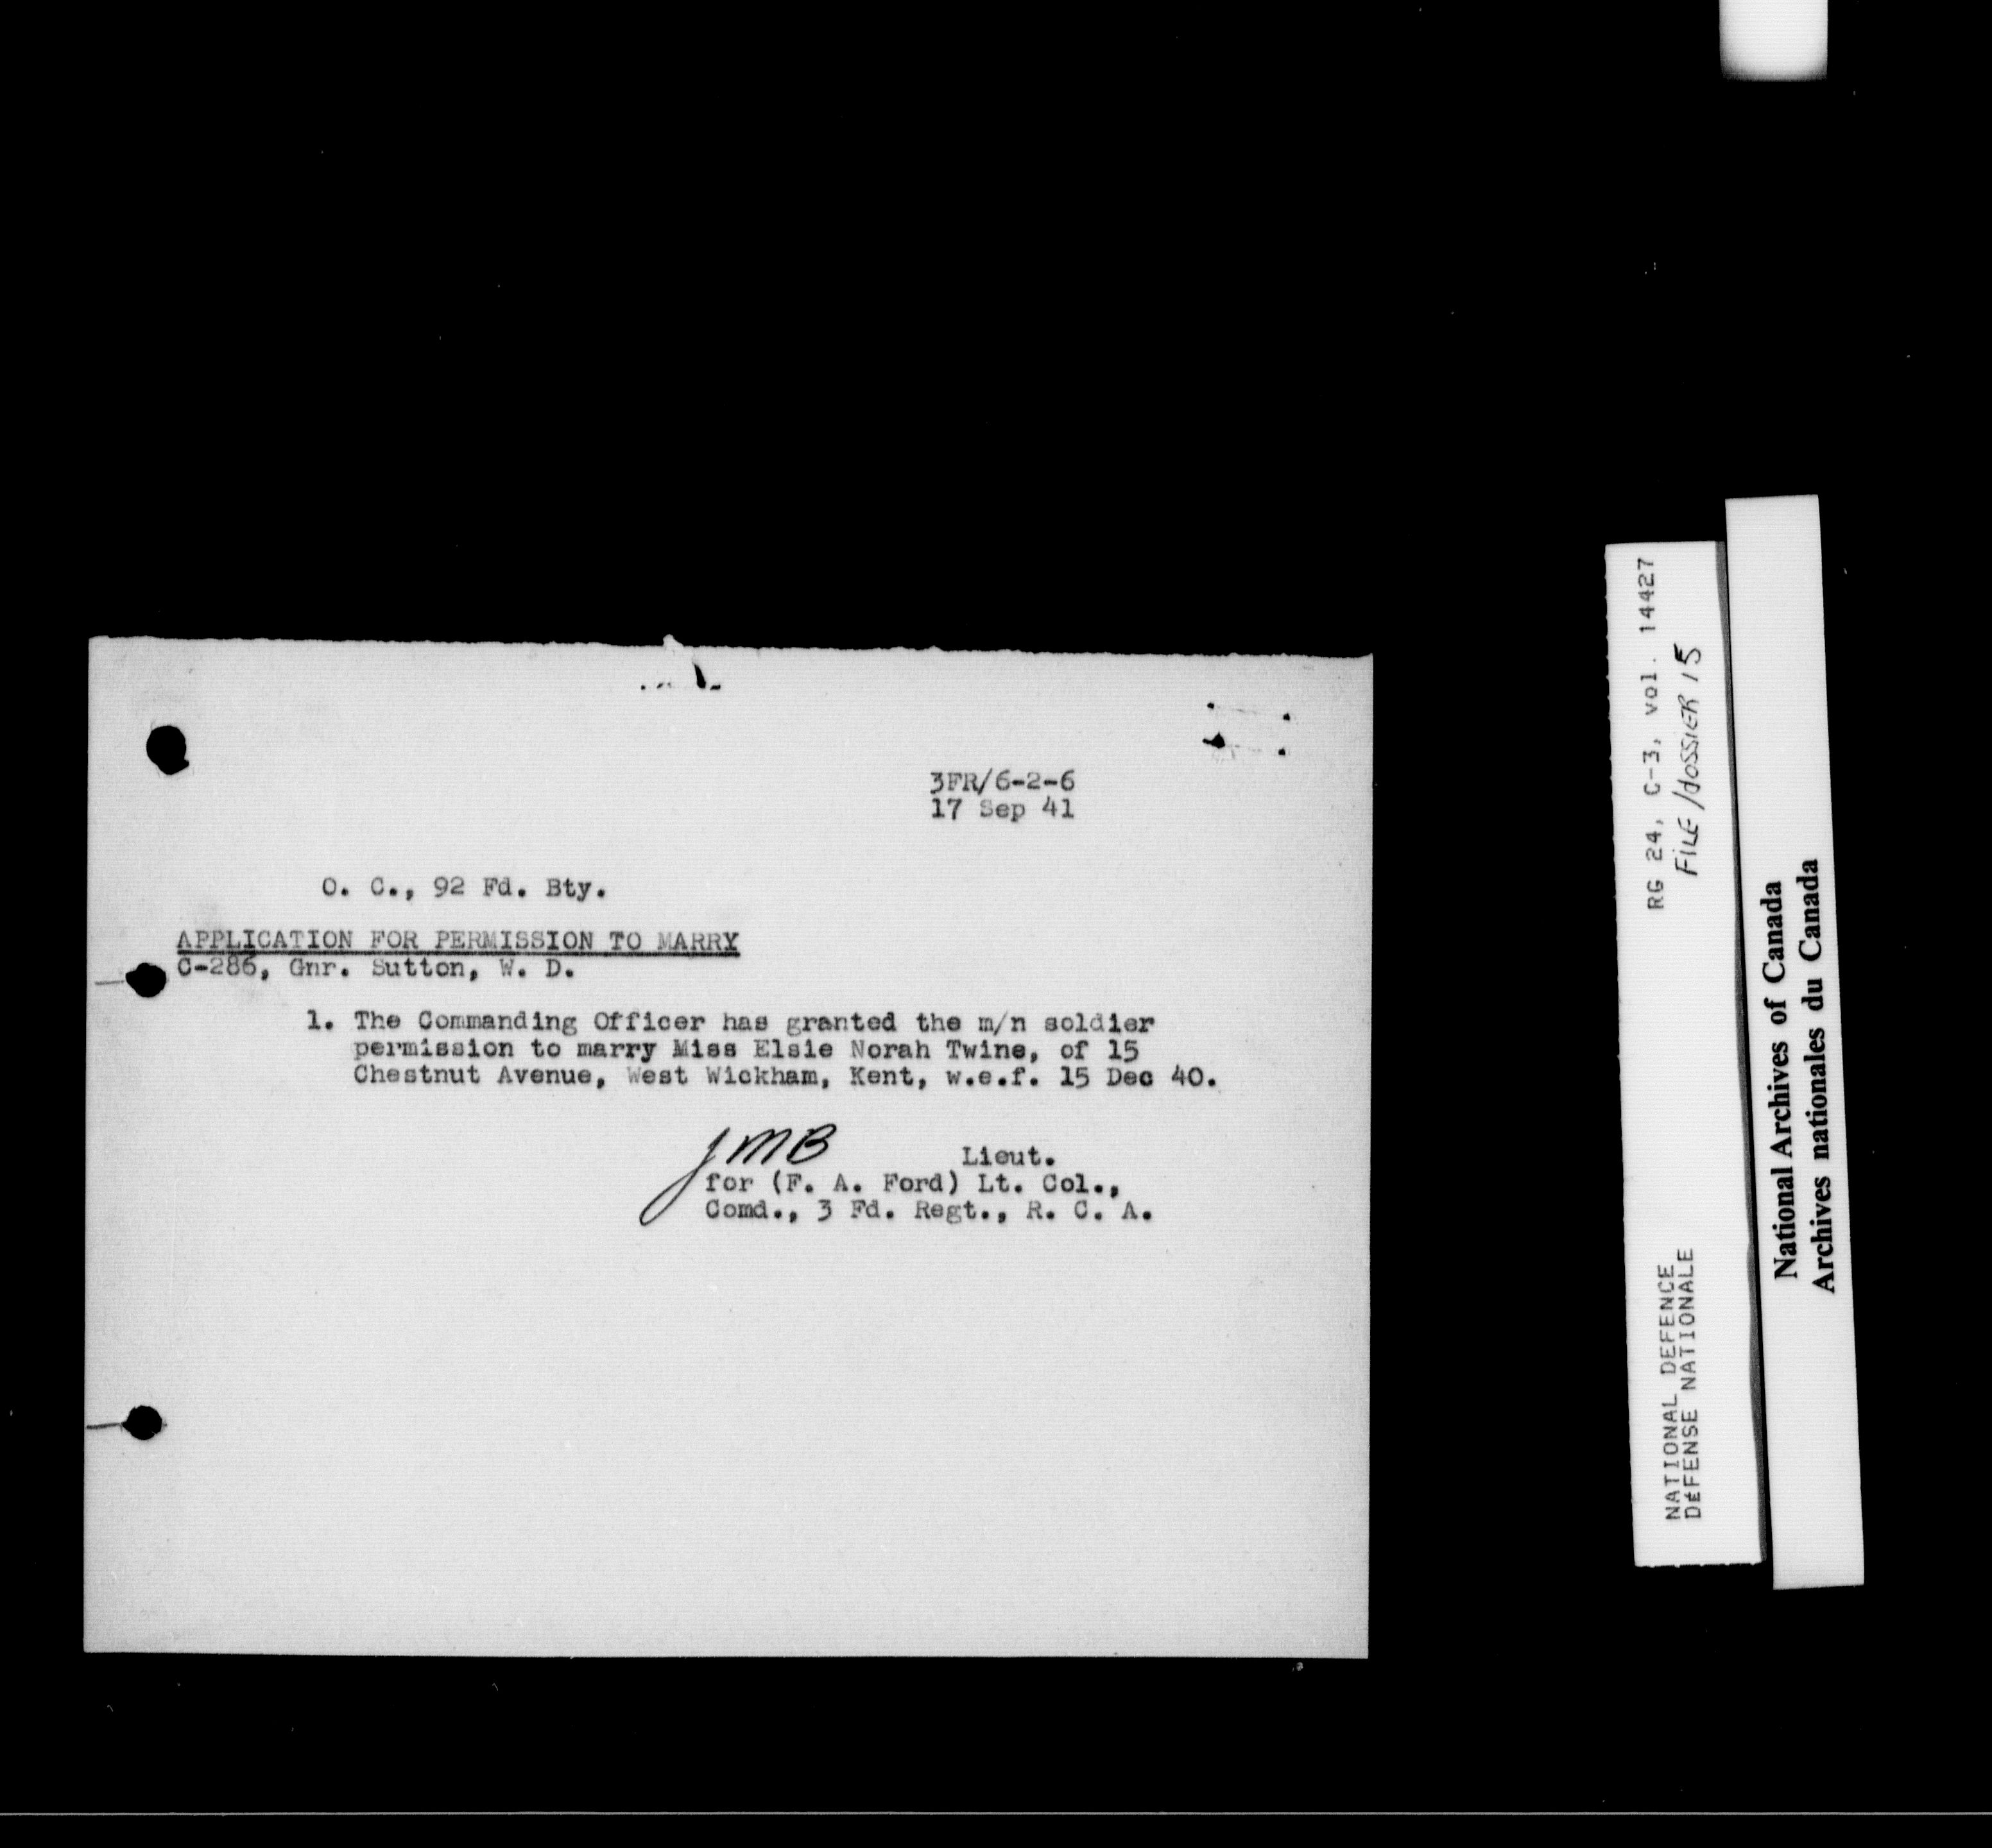 3FR/6-2-6
17 Sep 41
O. C., 92 Fd. Bty.
APPLICATION FOR PERMISSION TO MARRY
C-286, Gnr. Sutton, W. D.
1. The Commanding Officer has granted the m/n soldier
permission to marry Miss Elsie Norah Twine, of 15
Chestnut Avenue, West Wickham, Kent, w.e.f. 15 Dec 40.
JMB Lieut.
for (F. A. Ford) Lt. Col.,
Comd., 3 Fd. Regt., R. C. A.
NATIONAL DEFENCE RG 24, C-3, vol. 14427
DÉFENSE NATIONALE FILE/dOSSIER 15
National Archives of Canada
Archives nationales du Canada